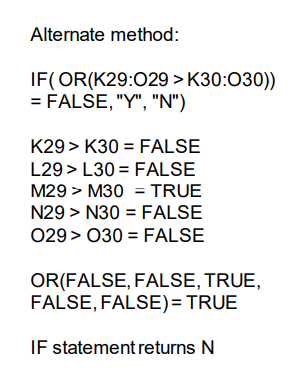 Alternate method:
IF( OR(K29:O29 > K30:O30))
= FALSE, "Y", "N")
K29 > K30 = FALSE
L29 > L30 = FALSE
M29 > M30 = TRUE
N29 > N30 = FALSE
O29 > O30 = FALSE
OR(FALSE, FALSE, TRUE,
FALSE, FALSE) = TRUE
IF statement returns N